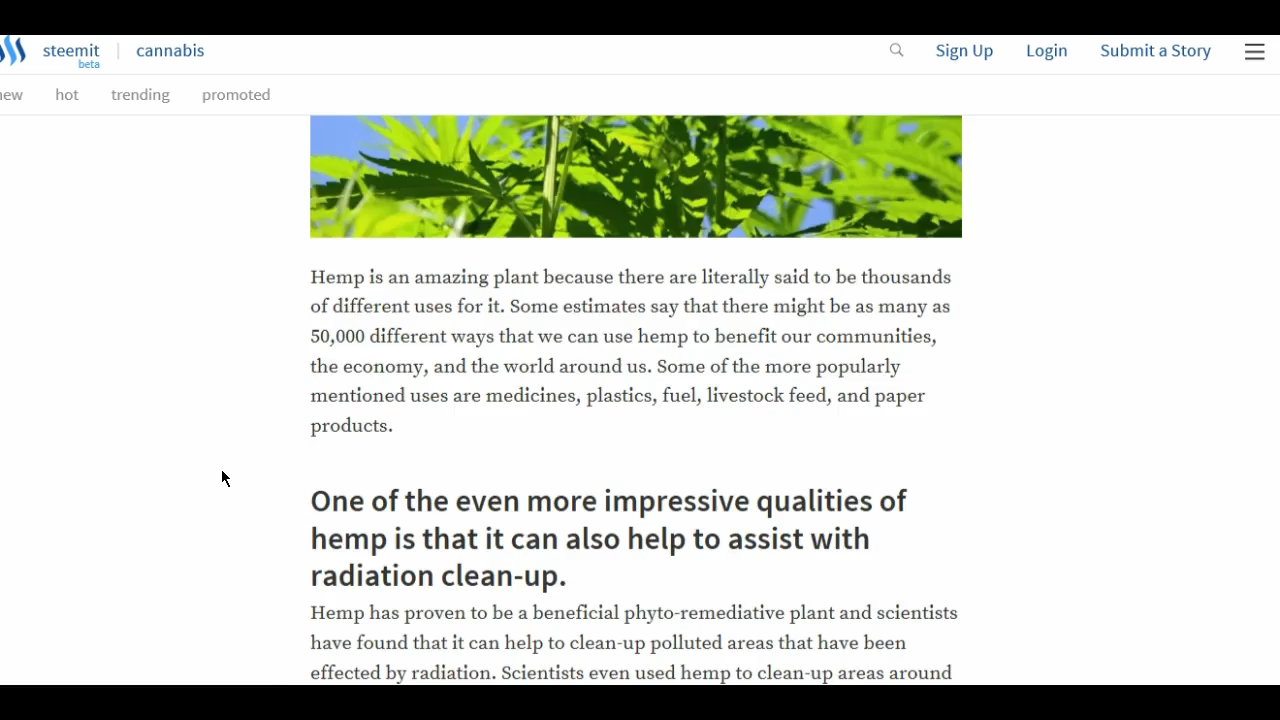 steemit
beta
cannabis
Sign Up
Login
Submit a Story
new
hot
trending
promoted
Hemp is an amazing plant because there are literally said to be thousands
of different uses for it. Some estimates say that there might be as many as
50,000 different ways that we can use hemp to benefit our communities,
the economy, and the world around us. Some of the more popularly
mentioned uses are medicines, plastics, fuel, livestock feed, and paper
products.
One of the even more impressive qualities of
hemp is that it can also help to assist with
radiation clean-up.
Hemp has proven to be a beneficial phyto-remediative plant and scientists
have found that it can help to clean-up polluted areas that have been
effected by radiation. Scientists even used hemp to clean-up areas around